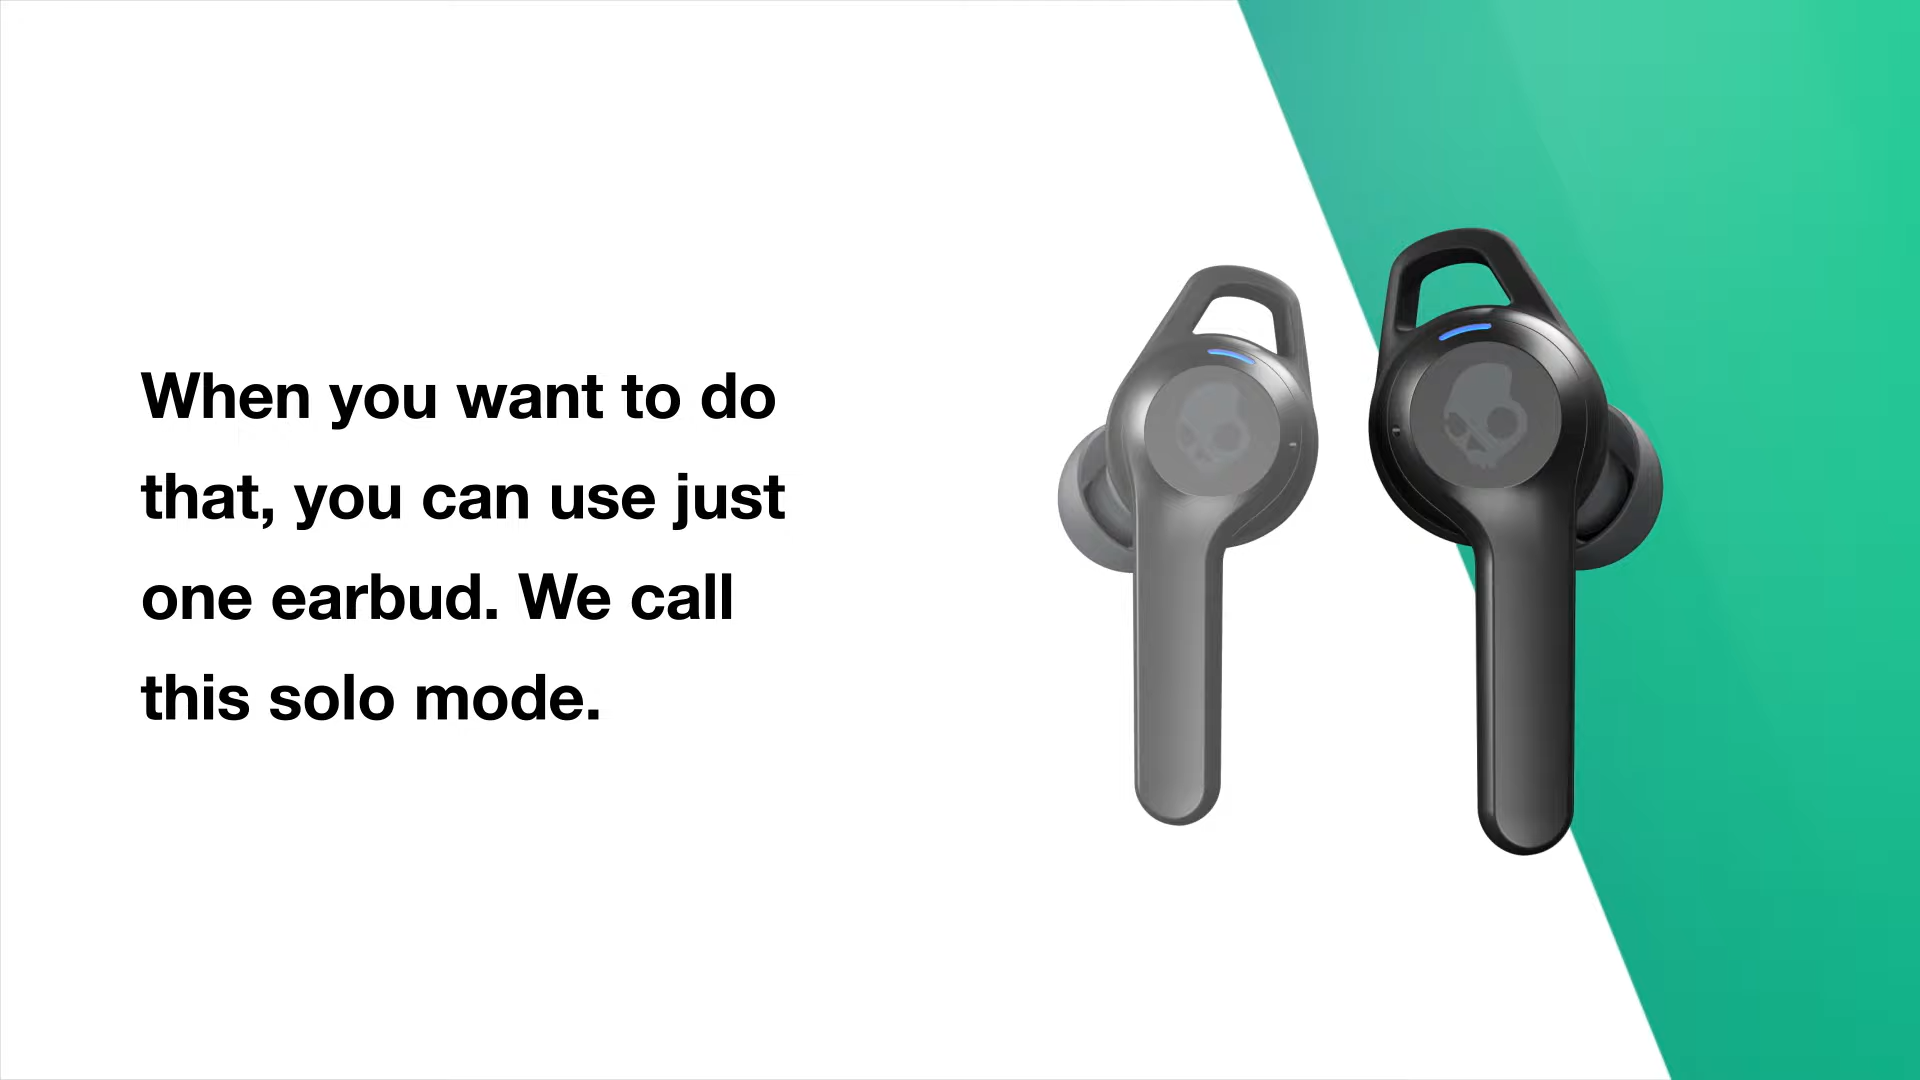 When you want to do
that, you can use just
one earbud. We call
this solo mode.